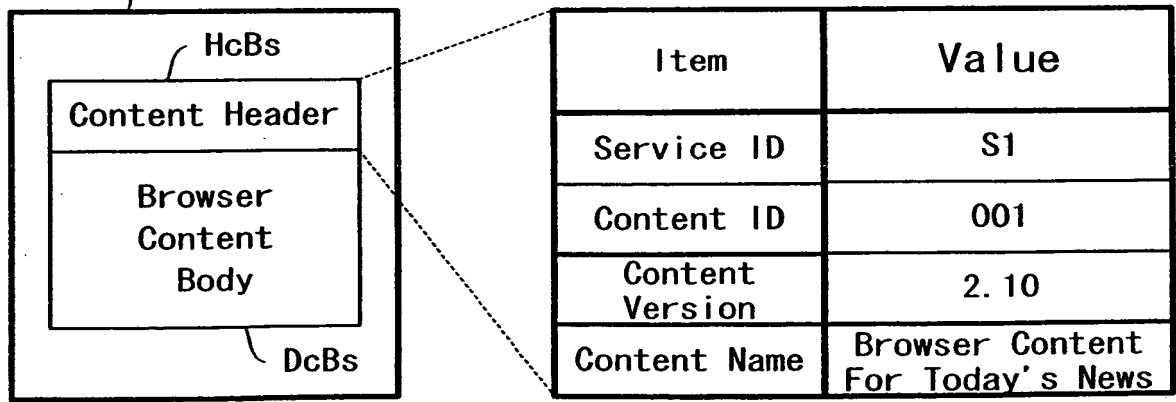 HcBs
Content Header
Browser
Content
Body
DcBs
Item Value
Service ID S1
Content ID 001
Content
Version
2.10
Content Name
Browser Content
For Today's News